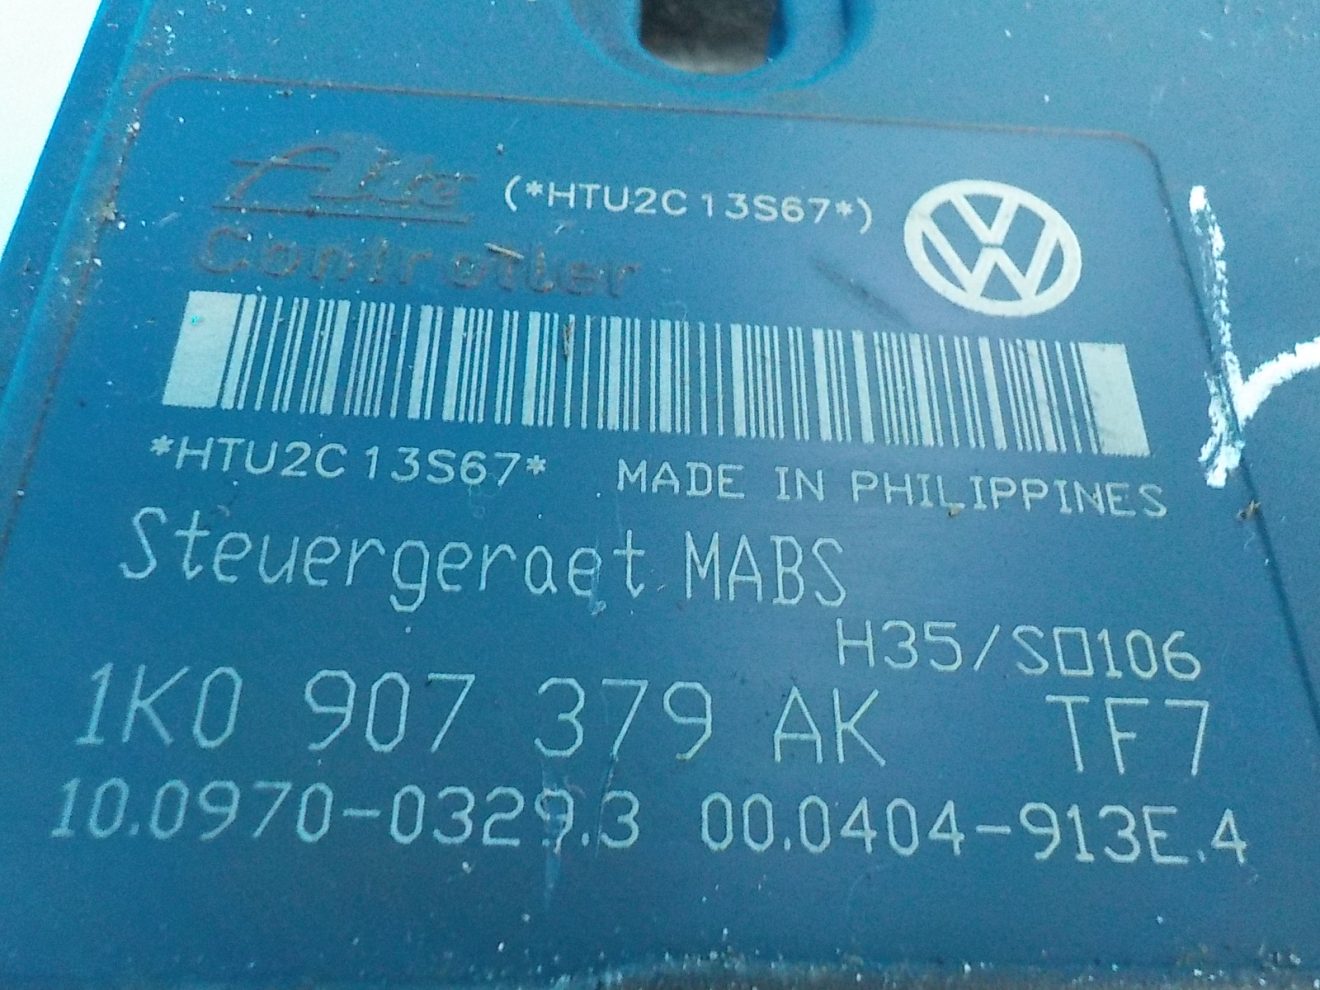 Ate (*HTU2C13S67*)
Controller
*HTU2C13S67* MADE IN PHILIPPINES
Steuergeraet MABS
H35/S0106
1K0 907 379 AK TF7
10.0970-0329.3 00.0404-913E.4